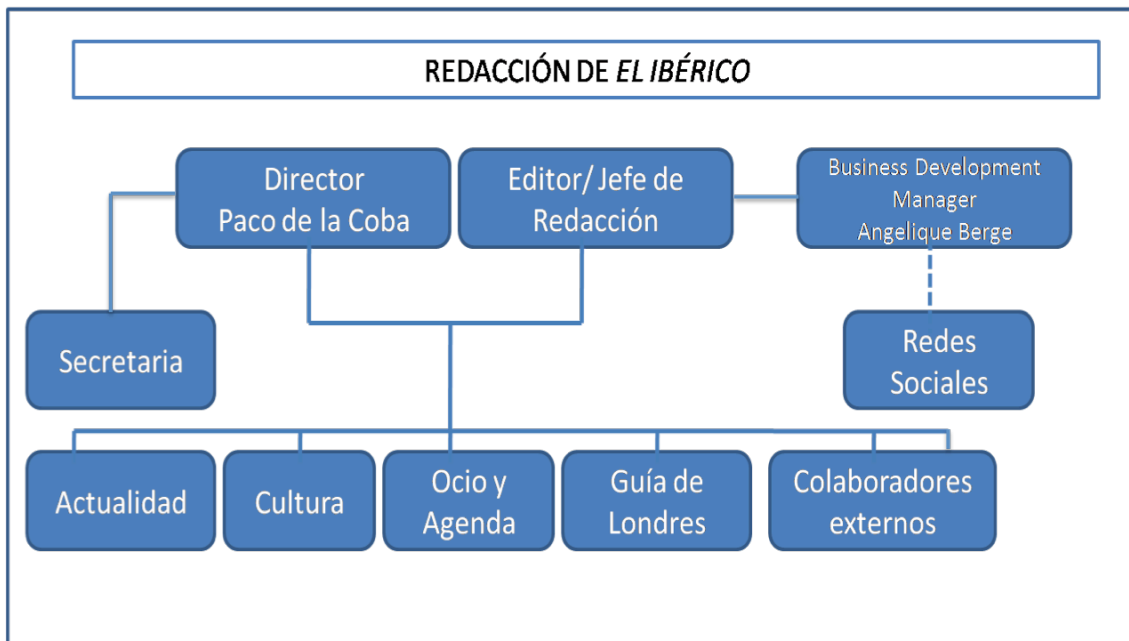 REDACCIÓN DE EL IBÉRICO
Director
Paco de la Coba
Editor/ Jefe de
Redacción
Business Development
Manager
Angelique Berge
Secretaria
Redes
Sociales
Actualidad
Cultura
Ocio y
Agenda
Guía de
Londres
Colaboradores
externos